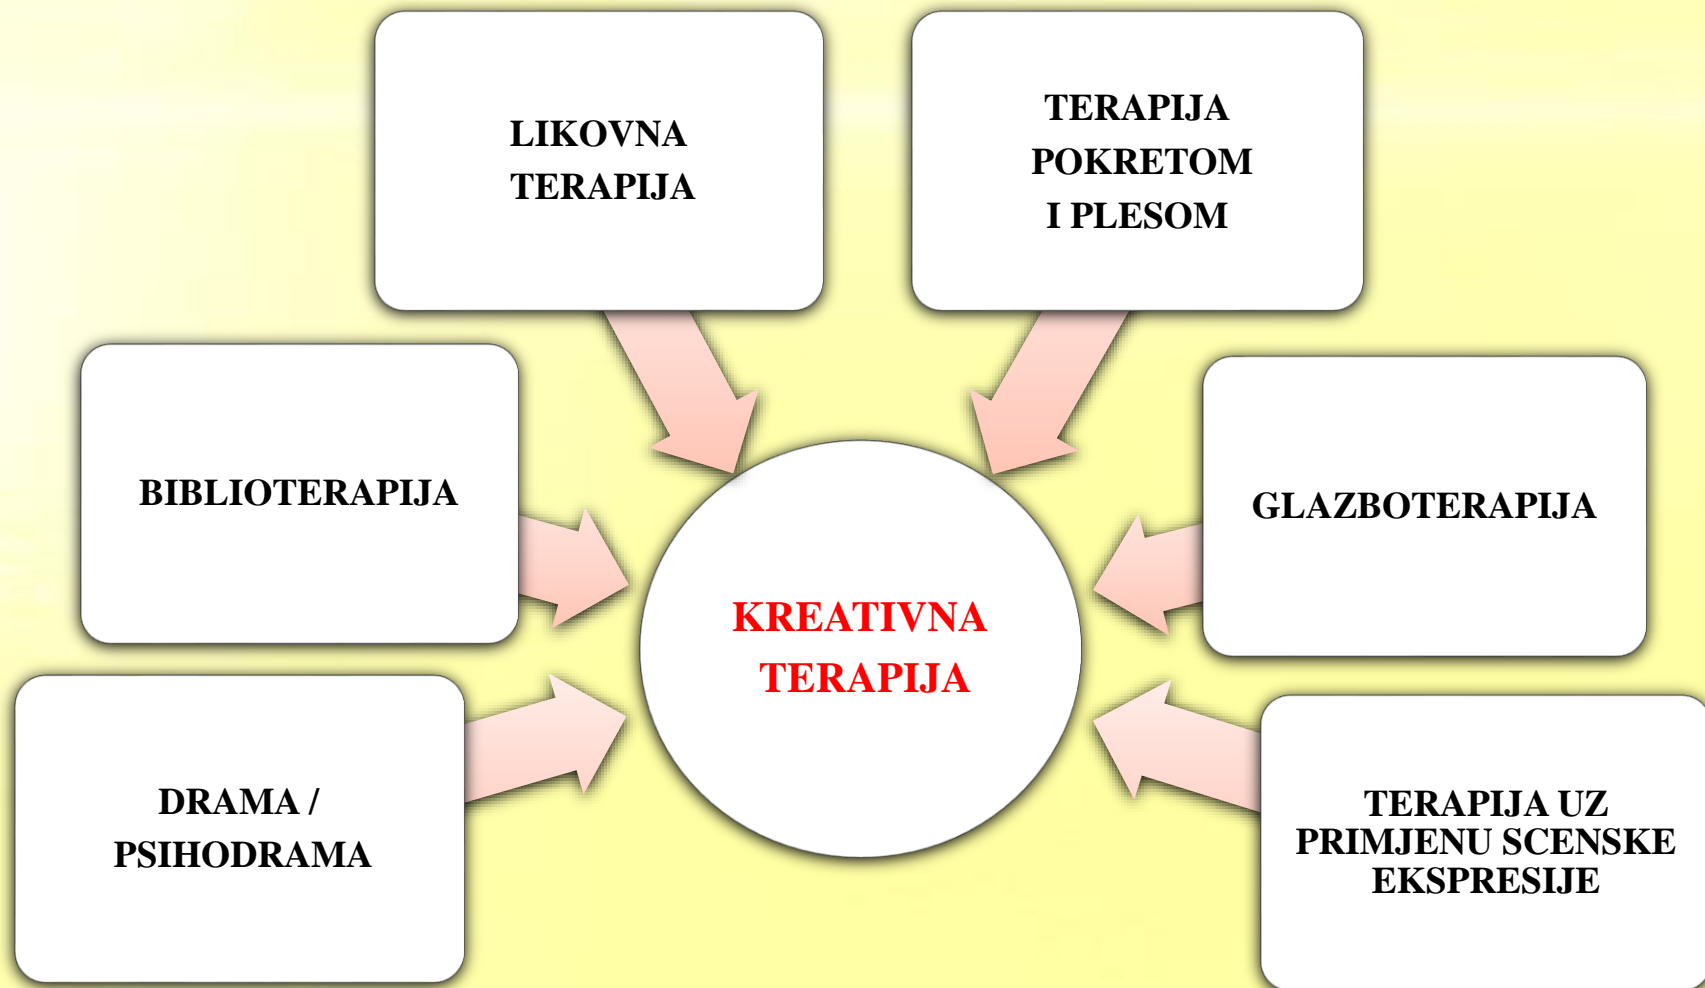 LIKOVNA
TERAPIJA
TERAPIJA
POKRETOM
I PLESOM
BIBLIOTERAPIJA
GLAZBOTERAPIJA
KREATIVNA
TERAPIJA
DRAMA /
PSIHODRAMA
TERAPIJA UZ
PRIMJENU SCENSKE
EKSPRESIJE